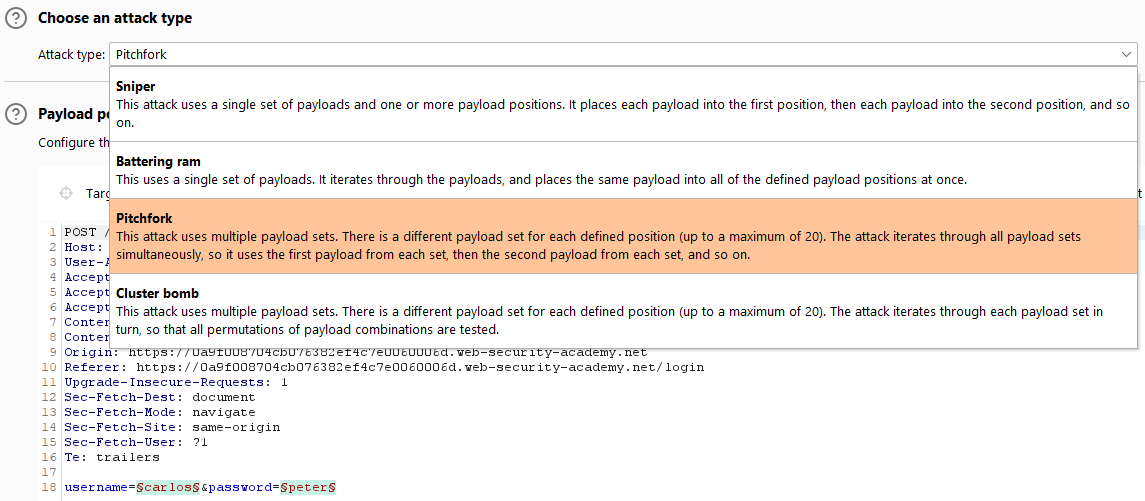 Choose an attack type
Attack type: Pitchfork
Sniper
This attack uses a single set of payloads and one or more payload positions. It places each payload into the first position, then each payload into the second position, and so
on.
Payload
Configure
Battering ram
This uses a single set of payloads. It iterates through the payloads, and places the same payload into all of the defined payload positions at once.
Pitchfork
This attack uses multiple payload sets. There is a different payload set for each defined position (up to a maximum of 20). The attack iterates through all payload sets
simultaneously, so it uses the first payload from each set, then the second payload from each set, and so on.
Cluster bomb
This attack uses multiple payload sets. There is a different payload set for each defined position (up to a maximum of 20). The attack iterates through each payload set in
turn, so that all permutations of payload combinations are tested.
1 POST /
2 Host:
3 User-A
4 Accept
5 Accept
6 Accept
7 Conten
8 Conten
9 Origin: https://0a9f008704cb076382ef4c7e0060006d.web-security-academy.net
10 Referer: https://0a9f008704cb076382ef4c7e0060006d.web-security-academy.net/login
11 Upgrade-Insecure-Requests: 1
12 Sec-Fetch-Dest: document
13 Sec-Fetch-Mode: navigate
14 Sec-Fetch-Site: same-origin
15 Sec-Fetch-User: ?1
16 Te: trailers
17
18 username=§carlos§&password=§peter§